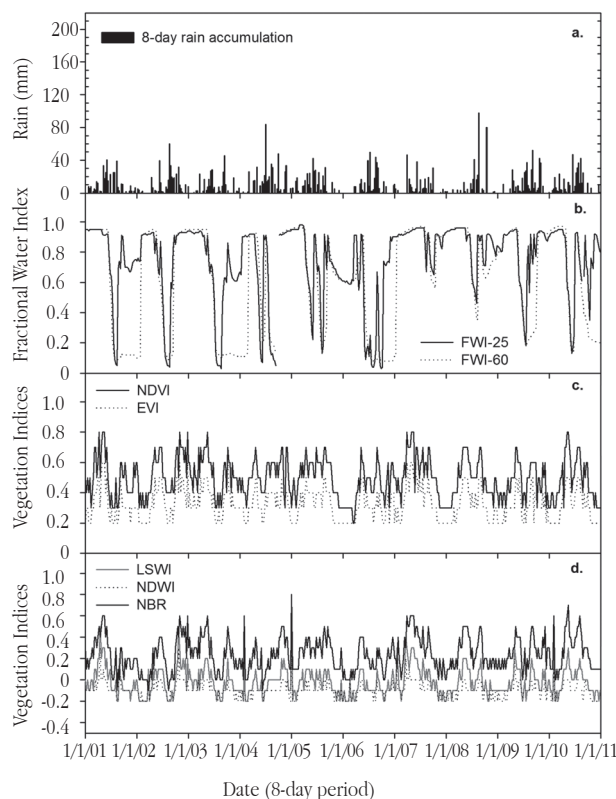 220
a.
8-day rain accumulation
160
120
80
40
0
Rain (mm)
b.
1.0
0.8
0.6
0.4
0.2
0
Fractional Water Index
FWI-25
FWI-60
c.
NDVI
EVI
1.0
0.8
0.6
0.4
0.2
0
Vegetation Indices
d.
LSWI
NDWI
NBR
1.0
0.8
0.6
0.4
0.2
0
-0.2
-0.4
Vegetation Indices
1/1/01 1/1/02 1/1/03 1/1/04 1/1/05 1/1/06 1/1/07 1/1/08 1/1/09 1/1/10 1/1/11
Date (8-day period)